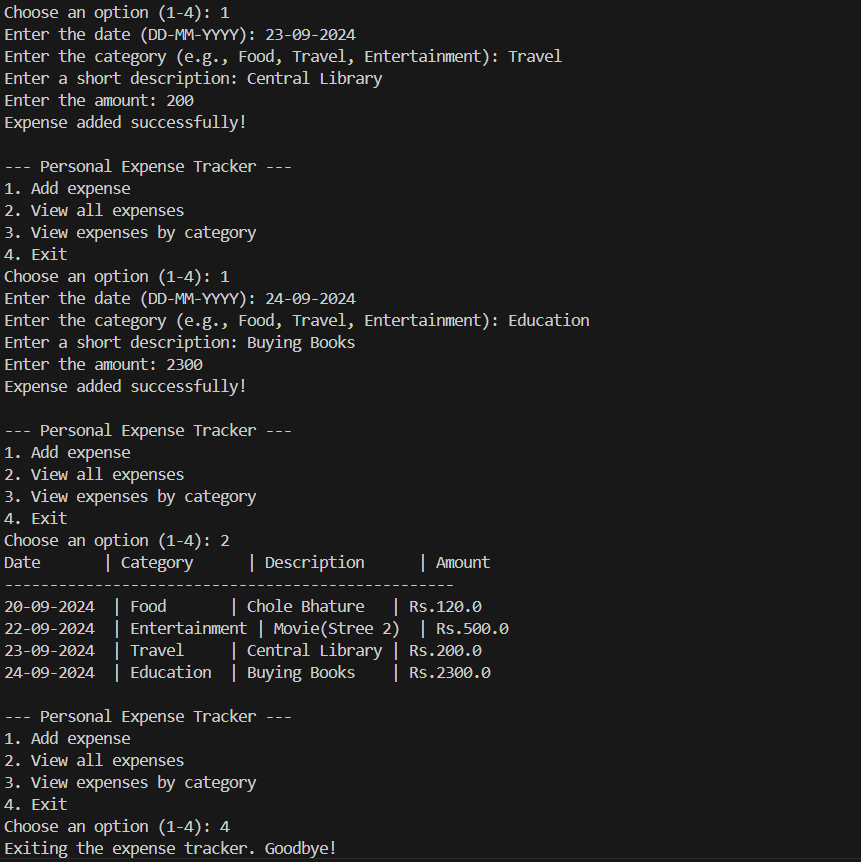 Choose an option (1-4): 1
Enter the date (DD-MM-YYYY): 23-09-2024
Enter the category (e.g., Food, Travel, Entertainment): Travel
Enter a short description: Central Library
Enter the amount: 200
Expense added successfully!

--- Personal Expense Tracker ---
1. Add expense
2. View all expenses
3. View expenses by category
4. Exit
Choose an option (1-4): 1
Enter the date (DD-MM-YYYY): 24-09-2024
Enter the category (e.g., Food, Travel, Entertainment): Education
Enter a short description: Buying Books
Enter the amount: 2300
Expense added successfully!

--- Personal Expense Tracker ---
1. Add expense
2. View all expenses
3. View expenses by category
4. Exit
Choose an option (1-4): 2
Date       | Category      | Description      | Amount
--------------------------------------------------
20-09-2024  | Food       | Chole Bhature   | Rs.120.0
22-09-2024  | Entertainment | Movie(Stree 2)  | Rs.500.0
23-09-2024  | Travel     | Central Library | Rs.200.0
24-09-2024  | Education  | Buying Books    | Rs.2300.0

--- Personal Expense Tracker ---
1. Add expense
2. View all expenses
3. View expenses by category
4. Exit
Choose an option (1-4): 4
Exiting the expense tracker. Goodbye!